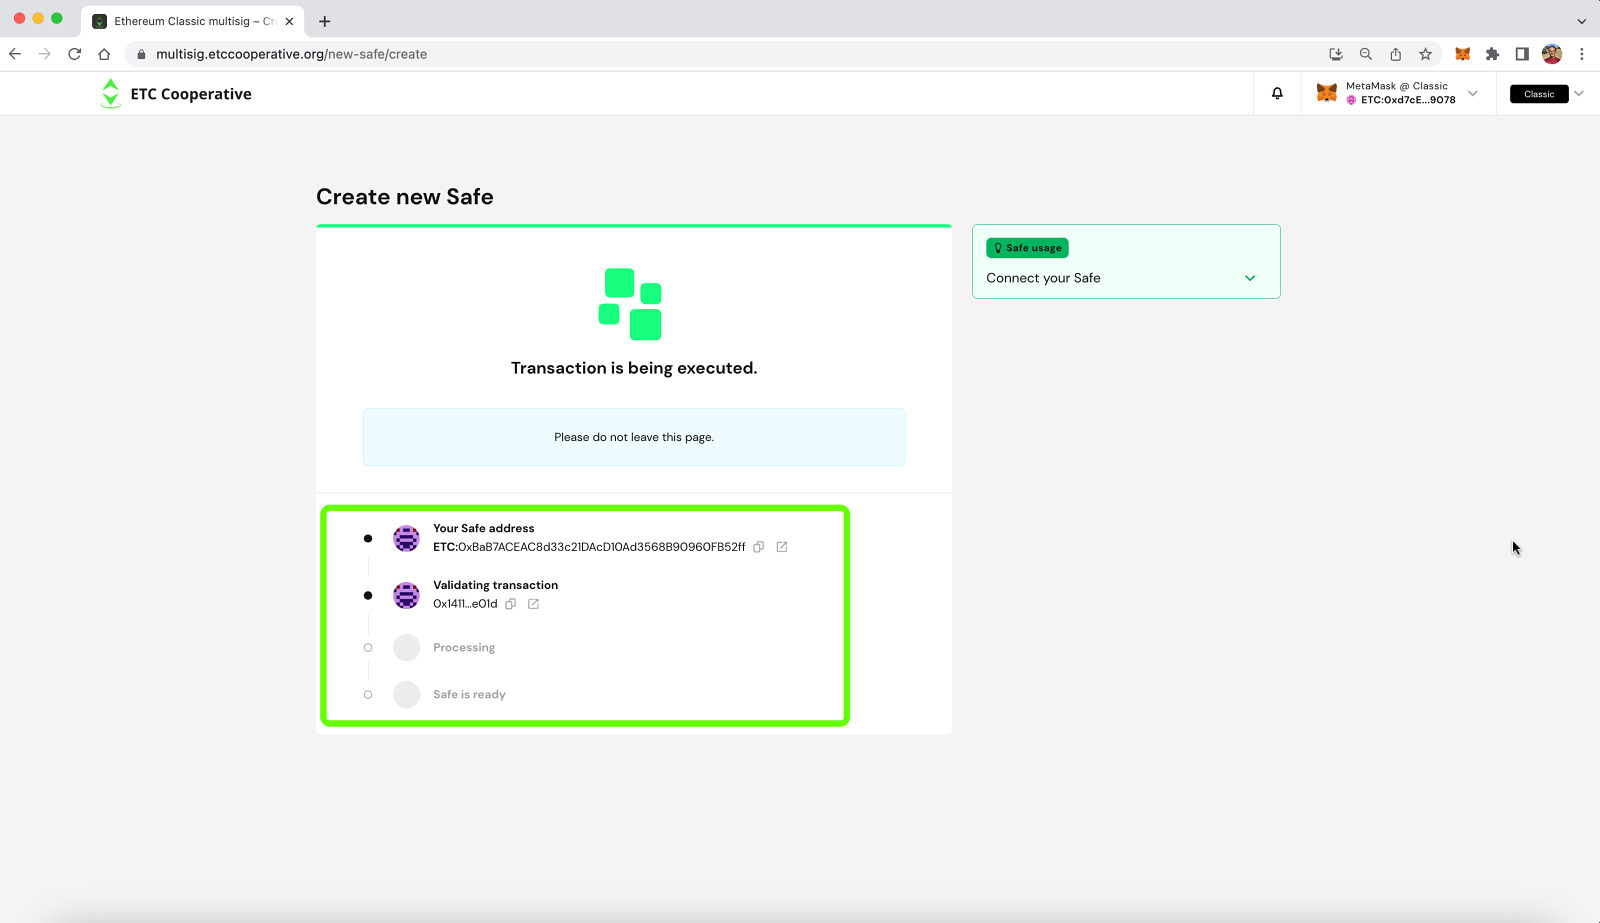 Ethereum Classic multisig – Cr
multisig.etccooperative.org/new-safe/create
ETC Cooperative
MetaMask @ Classic
ETC:0xd7cE...9078
Classic
Create new Safe
Transaction is being executed.
Please do not leave this page.
Safe usage
Connect your Safe
Your Safe address
ETC:0xBaB7ACEAC8d33c21DAcD10Ad3568B90960FB52ff
Validating transaction
0x1411...e01d
Processing
Safe is ready